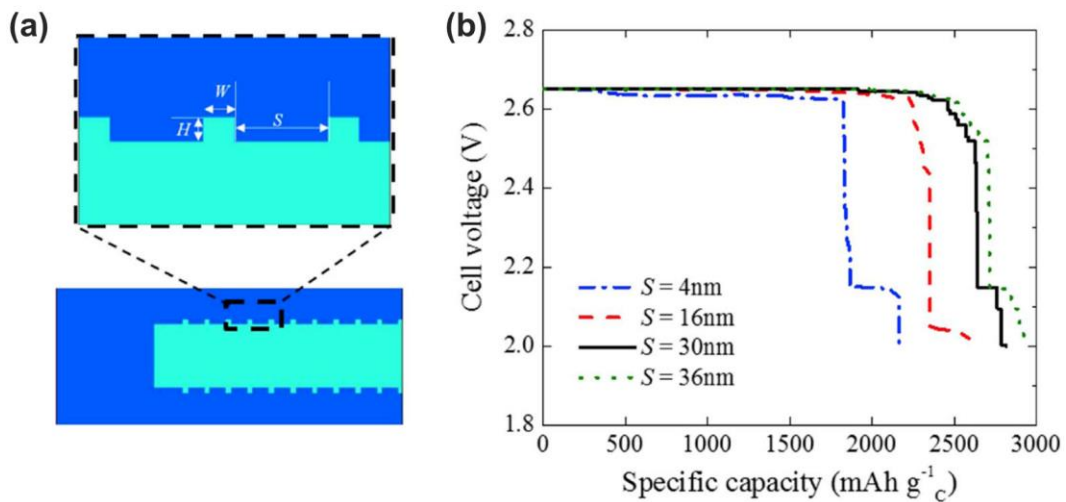 (a)
W
H
S
(b)
2.8
2.6
2.4
2.2
2.0
1.8
Cell voltage (V)
S = 4nm
S = 16nm
S = 30nm
S = 36nm
0 500 1000 1500 2000 2500 3000
Specific capacity (mAh g⁻¹c)